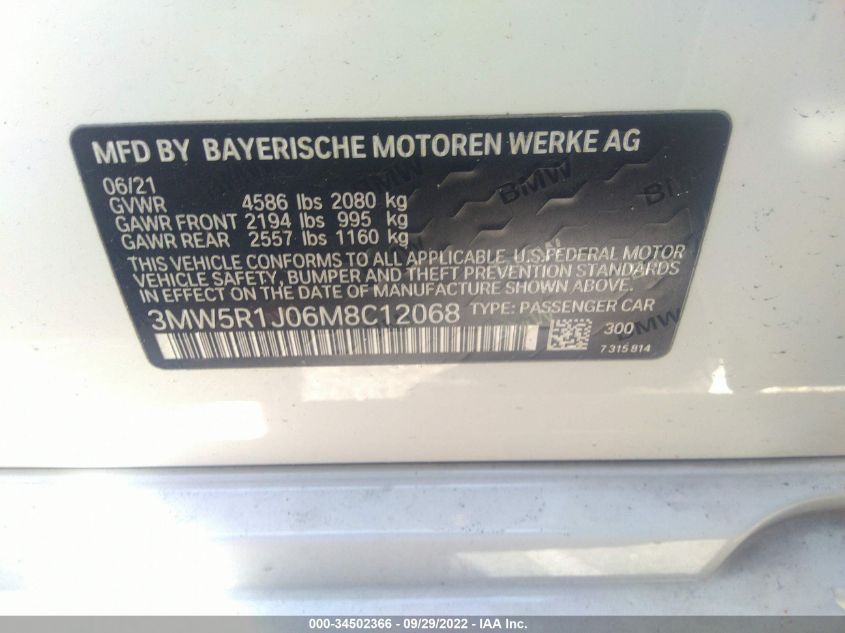 MFD BY BAYERISCHE MOTOREN WERKE AG
06/21
GVWR 4586 lbs 2080 kg
GAWR FRONT 2194 lbs 995 kg
GAWR REAR 2557 lbs 1160 kg
THIS VEHICLE CONFORMS TO ALL APPLICABLE U.S.FEDERAL MOTOR
VEHICLE SAFETY, BUMPER AND THEFT PREVENTION STANDARDS
IN EFFECT ON THE DATE OF MANUFACTURE SHOWN ABOVE.
3MW5R1J06M8C12068 TYPE: PASSENGER CAR
300
7 315 814
BMW
BMW
000-34502366 - 09/29/2022 - IAA Inc.